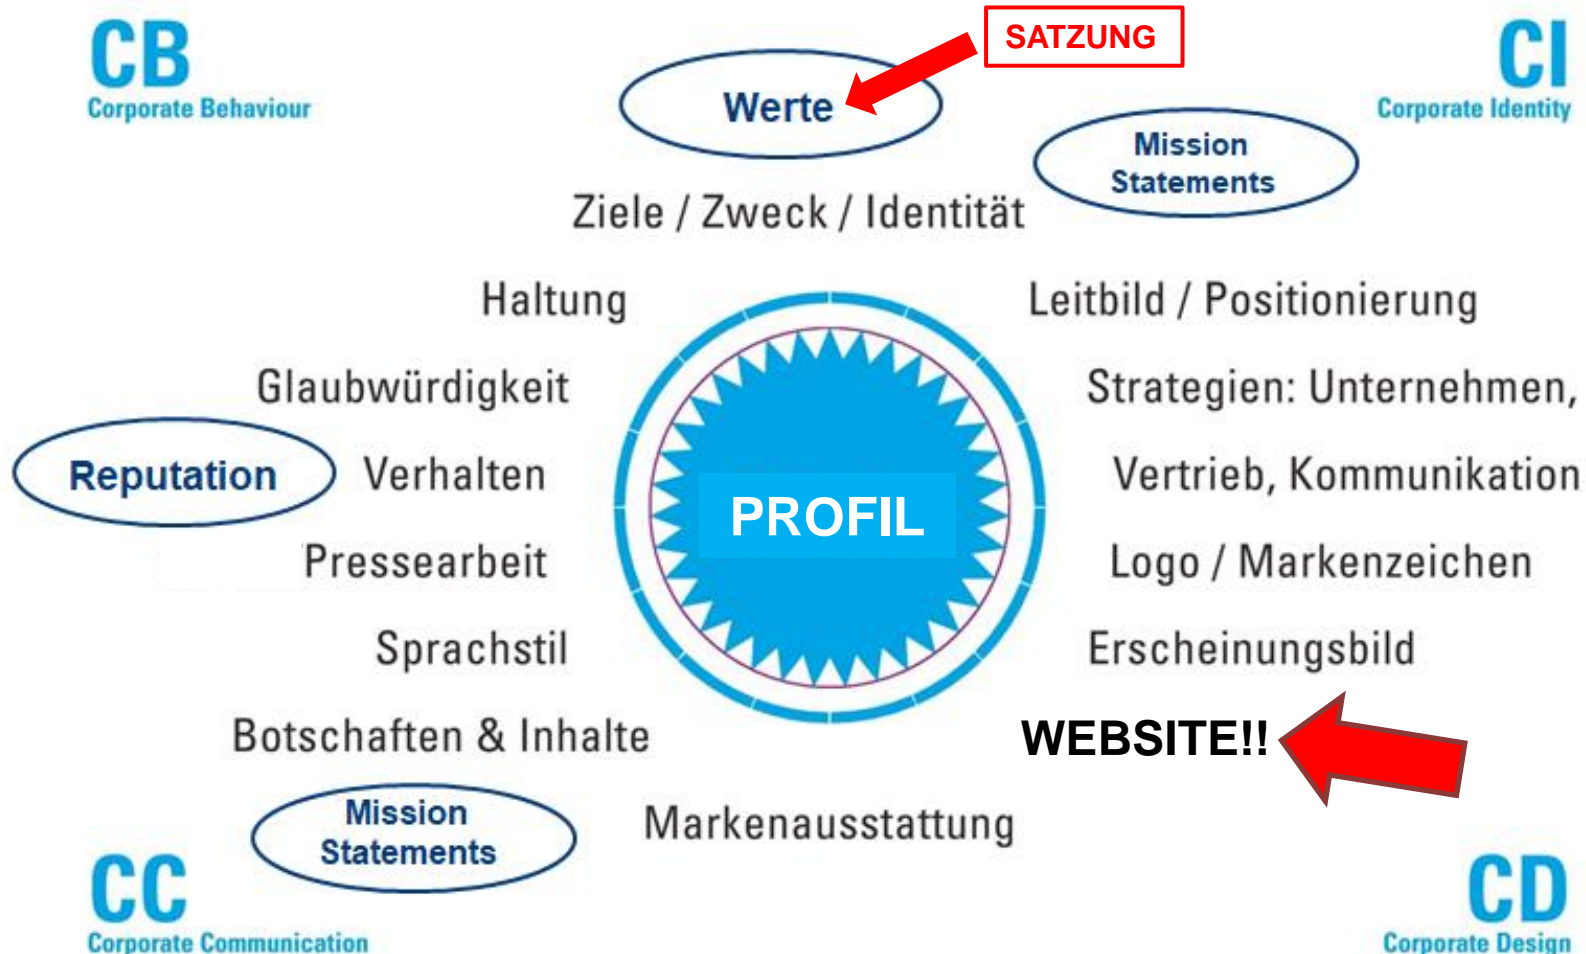 CB
Corporate Behaviour
SATZUNG
CI
Corporate Identity
Werte
Mission
Statements
Ziele / Zweck / Identität
Haltung
Leitbild / Positionierung
Glaubwürdigkeit
Strategien: Unternehmen,
Reputation
Verhalten
Vertrieb, Kommunikation
PROFIL
Pressearbeit
Logo / Markenzeichen
Sprachstil
Erscheinungsbild
Botschaften & Inhalte
WEBSITE!!
Mission
Statements
Markenausstattung
CC
Corporate Communication
CD
Corporate Design